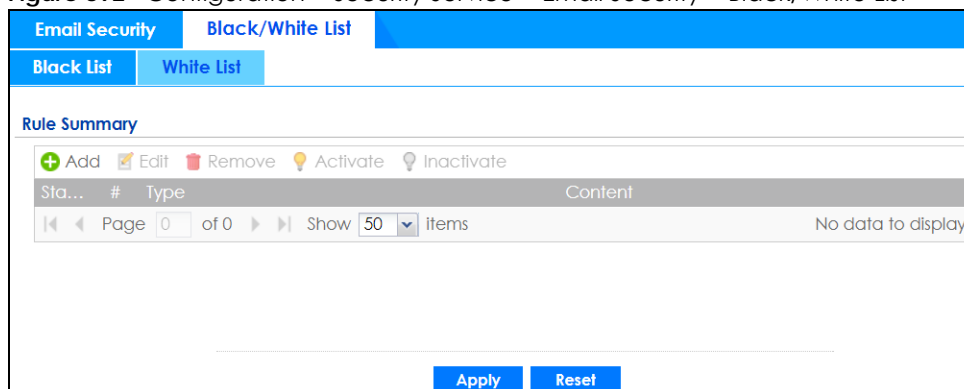 Email Security Black/White List
Black List White List
Rule Summary
Add Edit Remove Activate Inactivate
Sta... # Type Content
Page 0 of 0 Show 50 items No data to display
Apply Reset